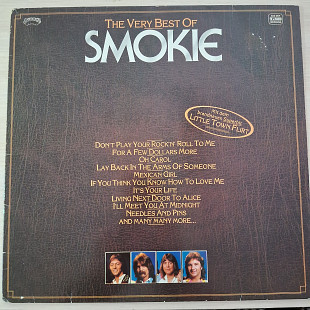 THE VERY BEST OF
SMOKIE
LITTLE TOWN FLIRT
DON'T PLAY YOUR ROCKIN' ROLL TO ME
FOR A FEW DOLLARS MORE
OH CAROL
LAY BACK IN THE ARMS OF SOMEONE
MEXICAN GIRL
IF YOU THINK YOU KNOW HOW TO LOVE ME
IT'S YOUR LIFE
LIVING NEXT DOOR TO ALICE
I'LL MEET YOU AT MIDNIGHT
NEEDLES AND PINS
AND MANY MANY MORE...